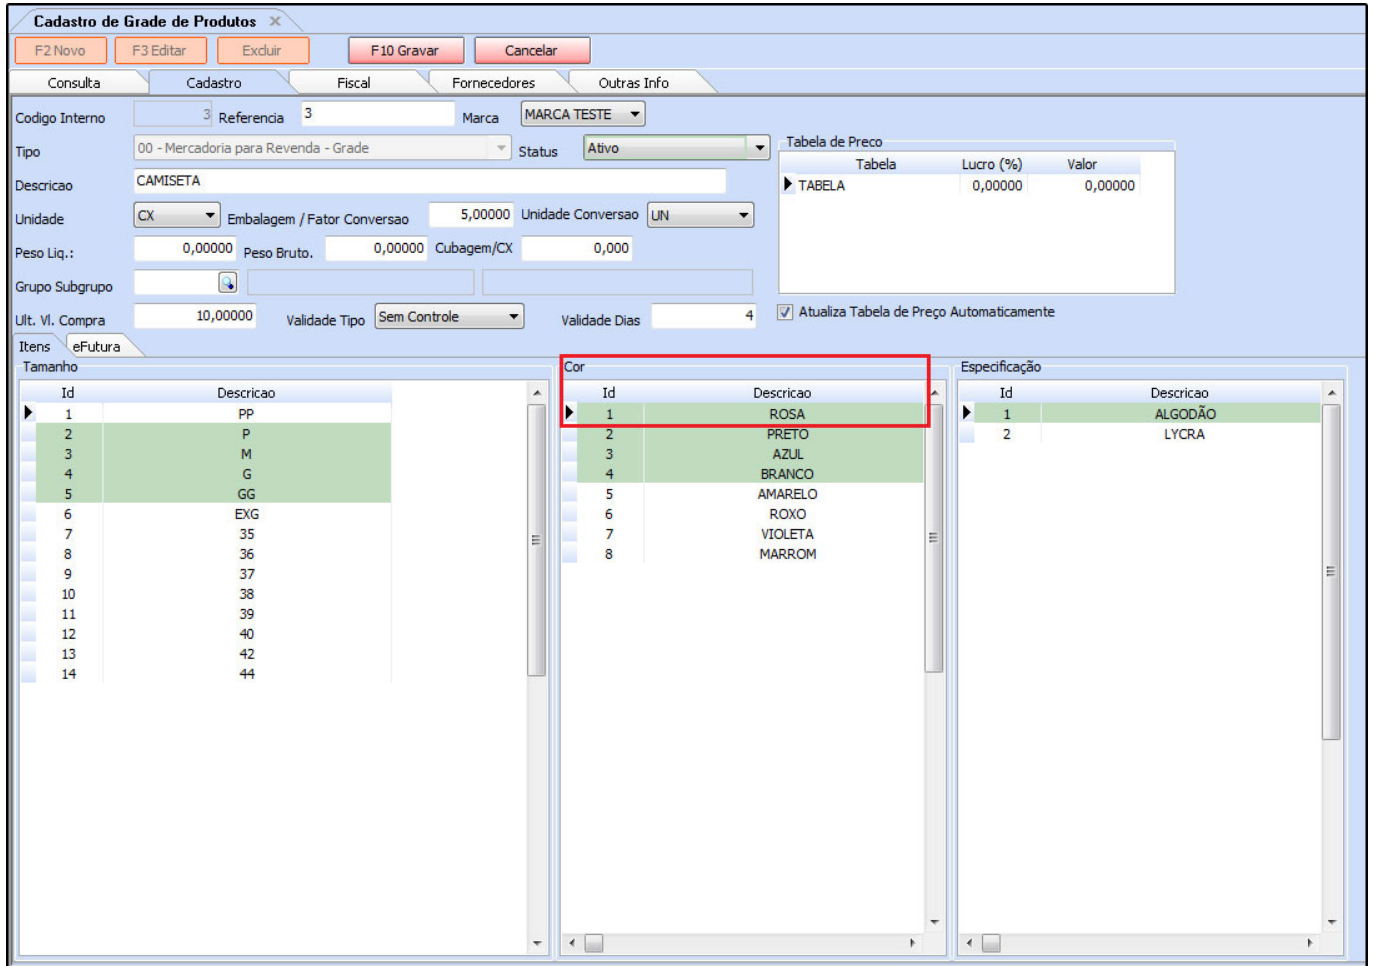 Cadastro de Grade de Produtos
F2 Novo F3 Editar Excluir F10 Gravar Cancelar
Consulta Cadastro Fiscal Fornecedores Outras Info
Codigo Interno 3 Referencia 3 Marca MARCA TESTE
Tipo 00 - Mercadoria para Revenda - Grade Status Ativo
Descricao CAMISETA
Unidade CX Embalagem / Fator Conversao 5,00000 Unidade Conversao UN
Peso Liq.: 0,00000 Peso Bruto. 0,00000 Cubagem/CX 0,000
Grupo Subgrupo
Ult. Vl. Compra 10,00000 Validade Tipo Sem Controle Validade Dias 4
Tabela de Preco
Tabela Lucro (%) Valor
TABELA 0,00000 0,00000
Atualiza Tabela de Preço Automaticamente
Itens eFutura
Tamanho
Id Descricao
1 PP
2 P
3 M
4 G
5 GG
6 EXG
7 35
8 36
9 37
10 38
11 39
12 40
13 42
14 44
Cor
Id Descricao
1 ROSA
2 PRETO
3 AZUL
4 BRANCO
5 AMARELO
6 ROXO
7 VIOLETA
8 MARROM
Especificação
Id Descricao
1 ALGODÃO
2 LYCRA